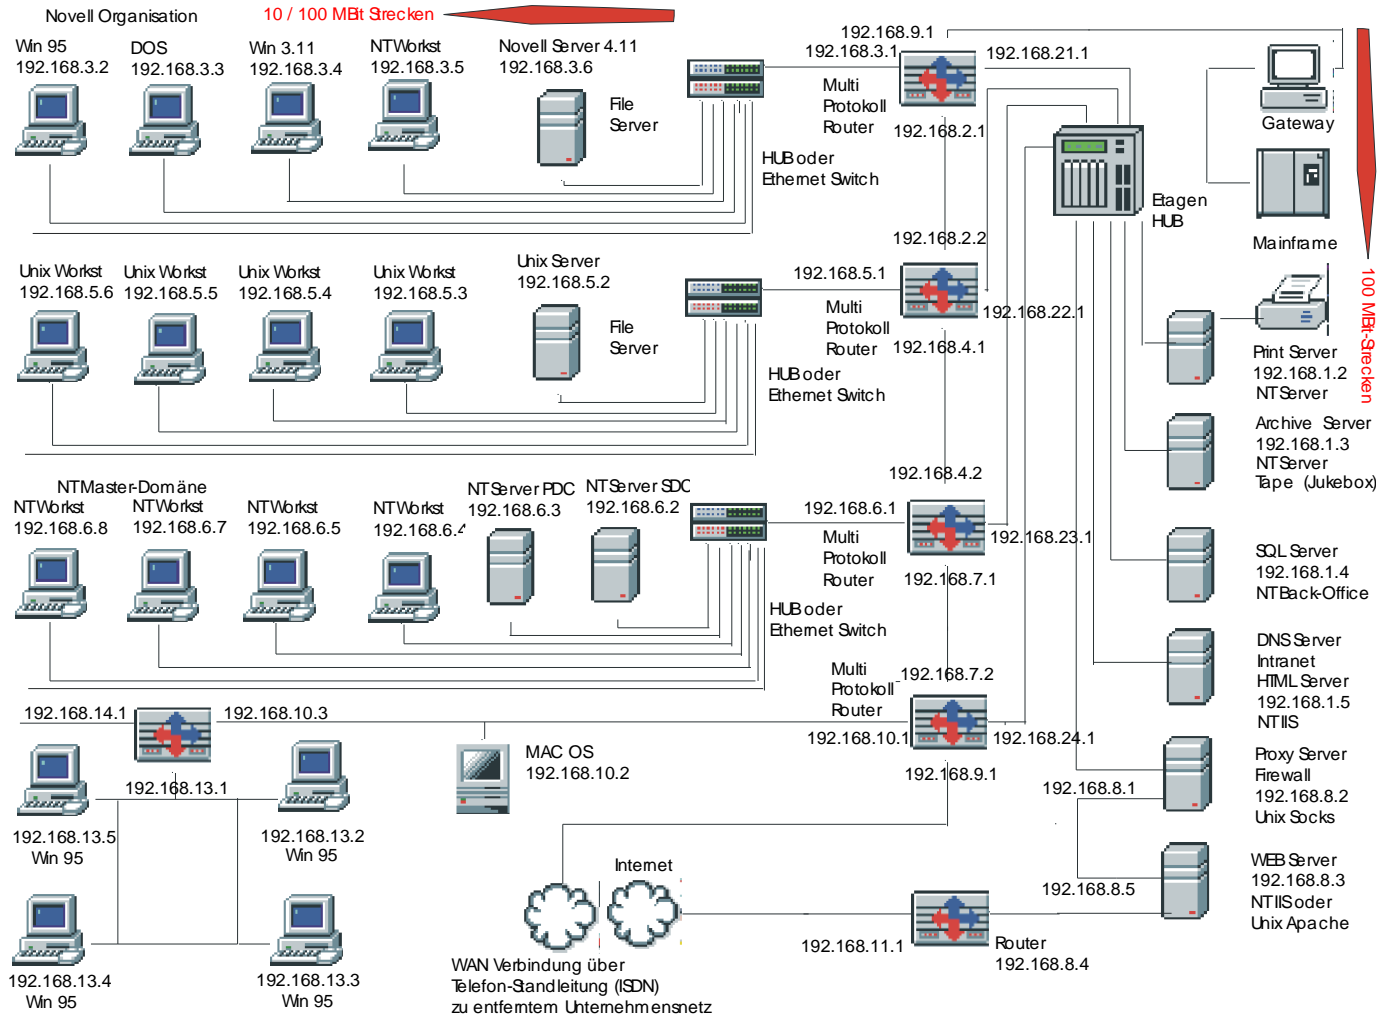 Novell Organisation
10 / 100 MBit Strecken
Win 95
192.168.3.2
DOS
192.168.3.3
Win 3.11
192.168.3.4
NT Workst
192.168.3.5
Novell Server 4.11
192.168.3.6
File
Server
HUB oder
Ethernet Switch
192.168.9.1
192.168.3.1
192.168.21.1
Multi
Protokoll
Router
192.168.2.1
Etagen
HUB
Gateway
Mainframe
100 MBit-Strecken
Unix Workst
192.168.5.6
Unix Workst
192.168.5.5
Unix Workst
192.168.5.4
Unix Workst
192.168.5.3
Unix Server
192.168.5.2
File
Server
HUB oder
Ethernet Switch
192.168.2.2
192.168.5.1
Multi
Protokoll
Router
192.168.22.1
192.168.4.1
Print Server
192.168.1.2
NT Server
Archive Server
192.168.1.3
NT Server
Tape (Jukebox)
NT Master-Domäne
NT Workst
192.168.6.8
NT Workst
192.168.6.7
NT Workst
192.168.6.5
NT Workst
192.168.6.4
NT Server PDC
192.168.6.3
NT Server SDC
192.168.6.2
HUB oder
Ethernet Switch
192.168.4.2
192.168.6.1
Multi
Protokoll
Router
192.168.23.1
192.168.7.1
SQL Server
192.168.1.4
NT Back-Office
DNS Server
Intranet
HTML Server
192.168.1.5
NT IIS
192.168.14.1
192.168.10.3
192.168.13.1
MAC OS
192.168.10.2
Multi
Protokoll
Router
192.168.7.2
192.168.10.1
192.168.24.1
192.168.9.1
192.168.8.1
Proxy Server
Firewall
192.168.8.2
Unix Socks
192.168.13.5
Win 95
192.168.13.2
Win 95
192.168.13.4
Win 95
192.168.13.3
Win 95
Internet
WAN Verbindung über
Telefon-Standleitung (ISDN)
zu entferntem Unternehmensnetz
192.168.11.1
Router
192.168.8.4
192.168.8.5
WEB Server
192.168.8.3
NT IIS oder
Unix Apache